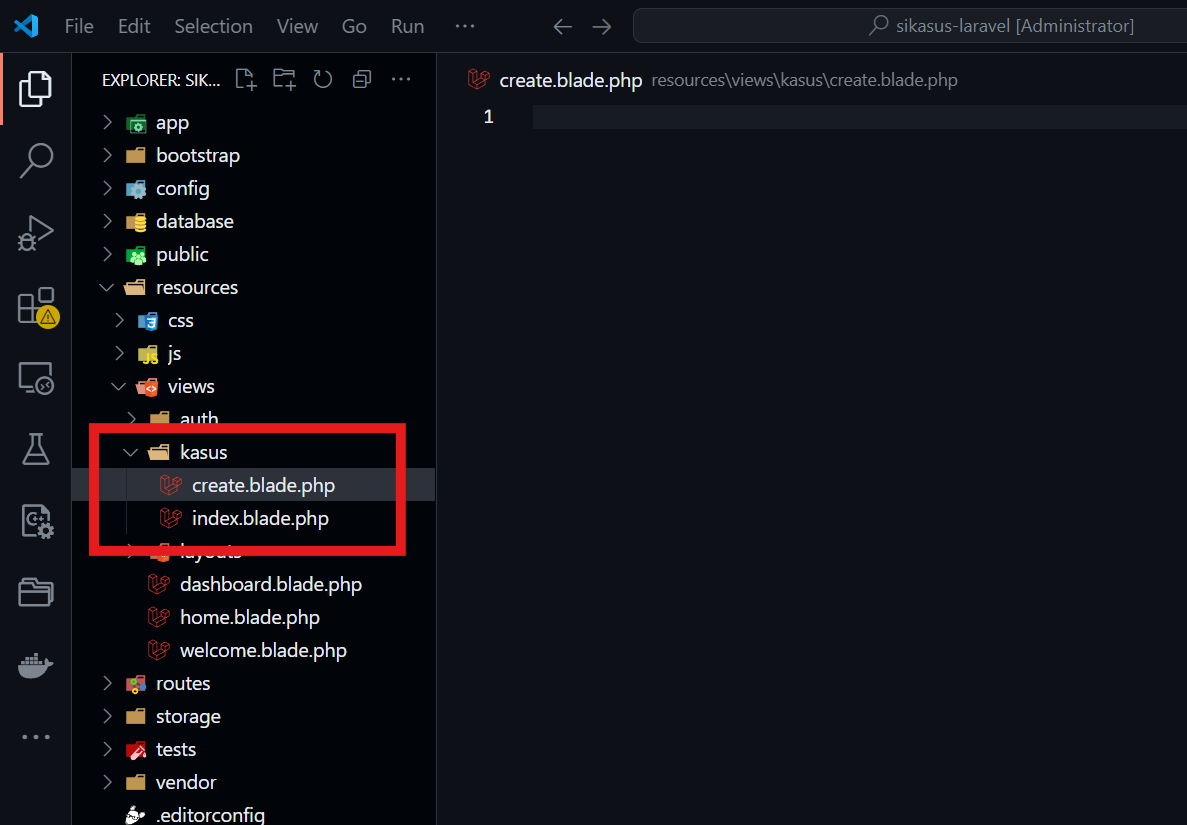 File Edit Selection View Go Run ... sikasus-laravel [Administrator]
EXPLORER: SIK...
app
bootstrap
config
database
public
resources
css
js
views
auth
kasus
create.blade.php
index.blade.php
layouts
dashboard.blade.php
home.blade.php
welcome.blade.php
routes
storage
tests
vendor
.editorconfig
create.blade.php resources\views\kasus\create.blade.php
1